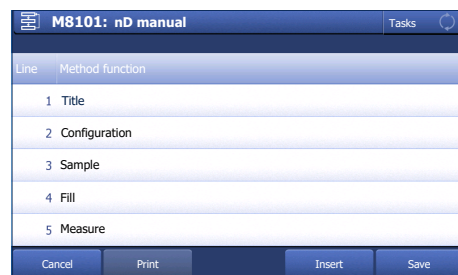 M8101: nD manual Tasks
Line Method function
1 Title
2 Configuration
3 Sample
4 Fill
5 Measure
Cancel Print Insert Save